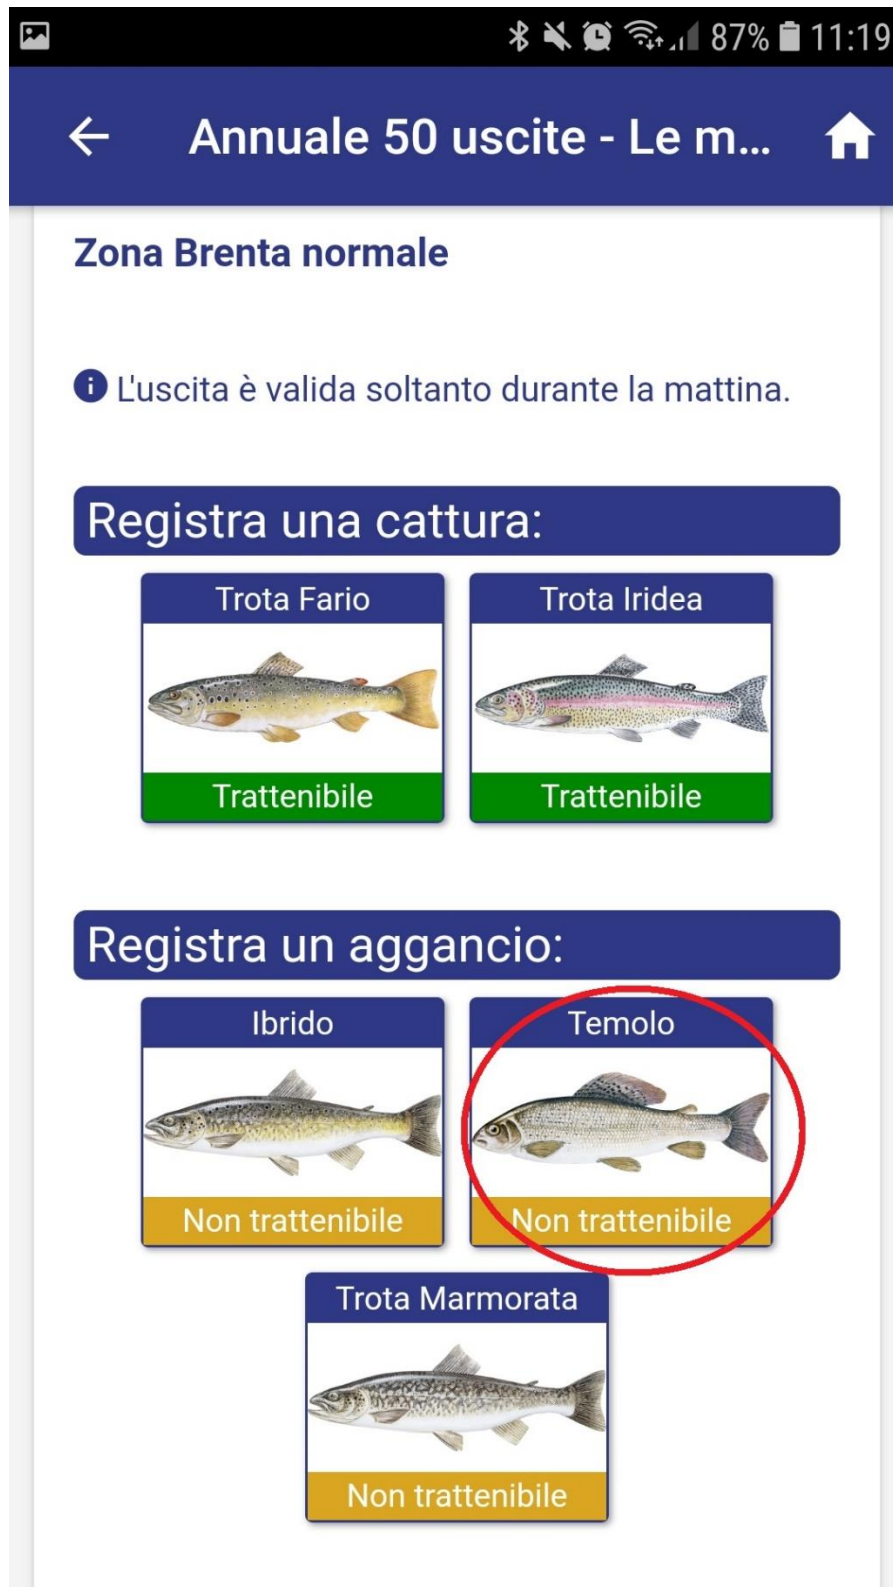 87% 11:19
Annuale 50 uscite - Le m...
Zona Brenta normale
L'uscita è valida soltanto durante la mattina.
Registra una cattura:
Trota Fario
Trota Iridea
Trattenibile
Trattenibile
Registra un aggancio:
Ibrido
Temolo
Non trattenibile
Non trattenibile
Trota Marmorata
Non trattenibile